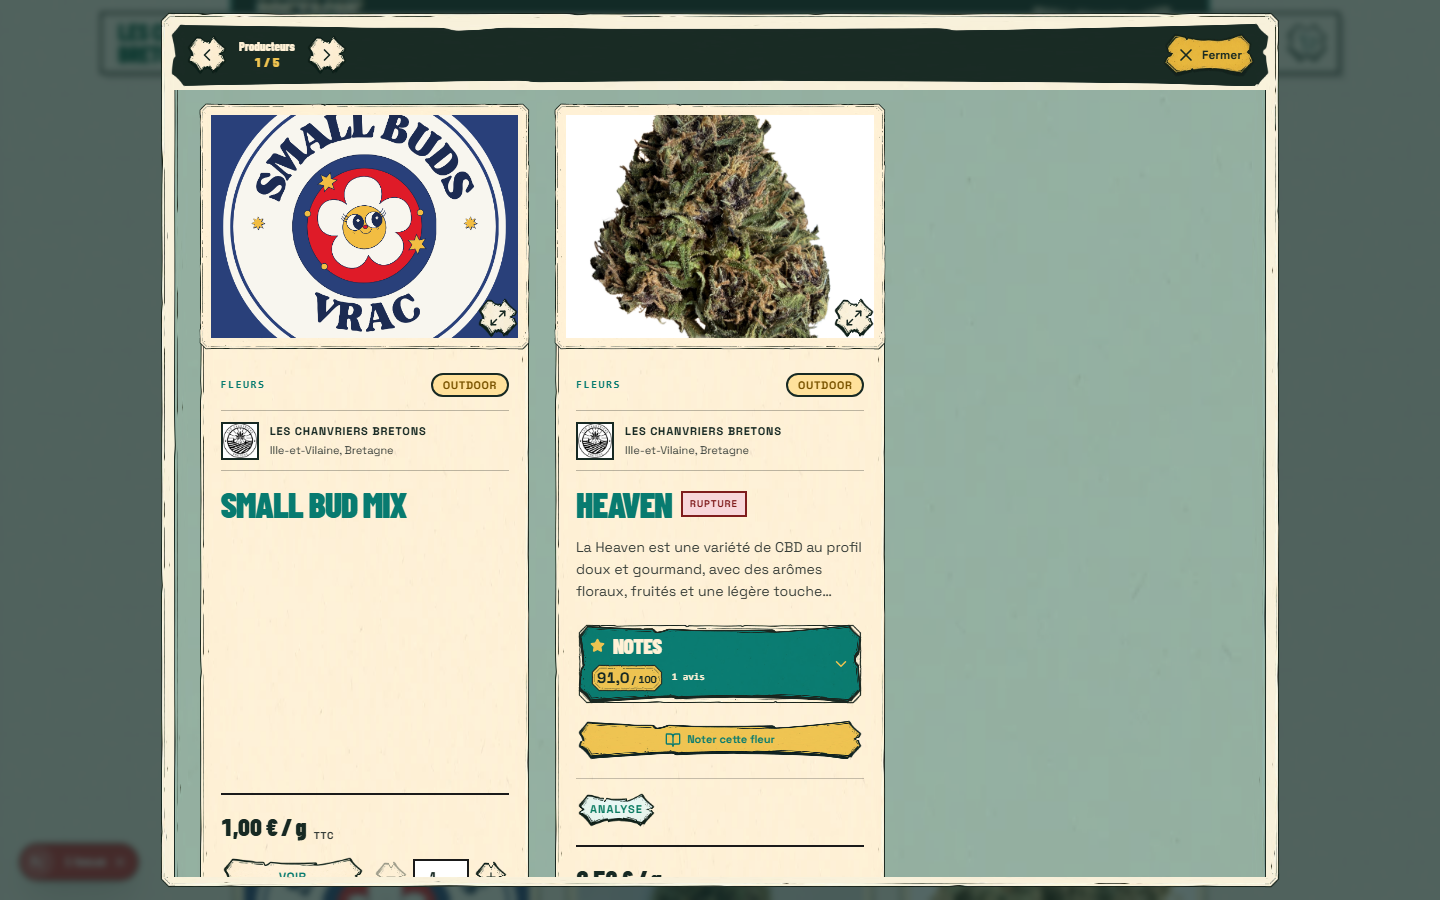 Producteurs
1 / 5
Fermer
SMALL BUDS
VRAC
FLEURS
OUTDOOR
LES CHANVRIERS BRETONS
Ille-et-Vilaine, Bretagne
SMALL BUD MIX
1,00 € / g TTC
VOIR
FLEURS
OUTDOOR
LES CHANVRIERS BRETONS
Ille-et-Vilaine, Bretagne
HEAVEN
RUPTURE
La Heaven est une variété de CBD au profil
doux et gourmand, avec des arômes
floraux, fruités et une légère touche...
NOTES
91,0 / 100
1 avis
Noter cette fleur
ANALYSE